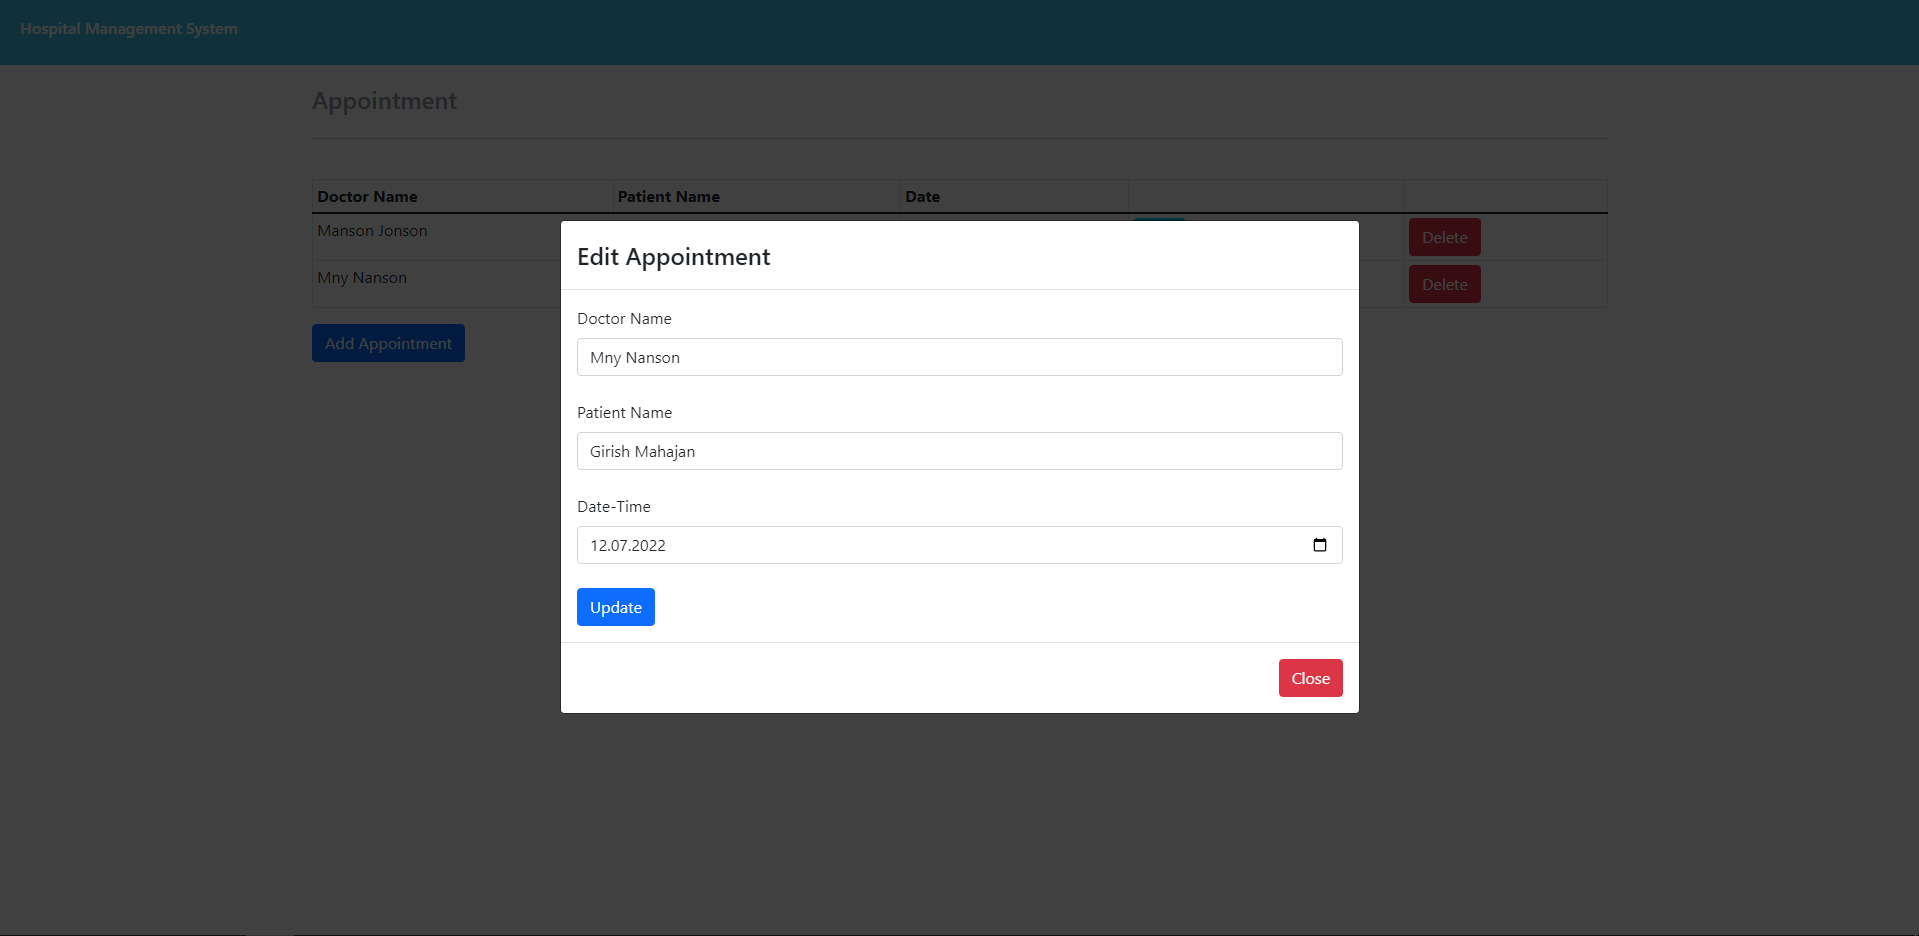 Hospital Management System
Appointment
Doctor Name Patient Name Date
Manson Jonson Delete
Mny Nanson Delete
Add Appointment
Edit Appointment
Doctor Name
Mny Nanson
Patient Name
Girish Mahajan
Date-Time
12.07.2022
Update
Close